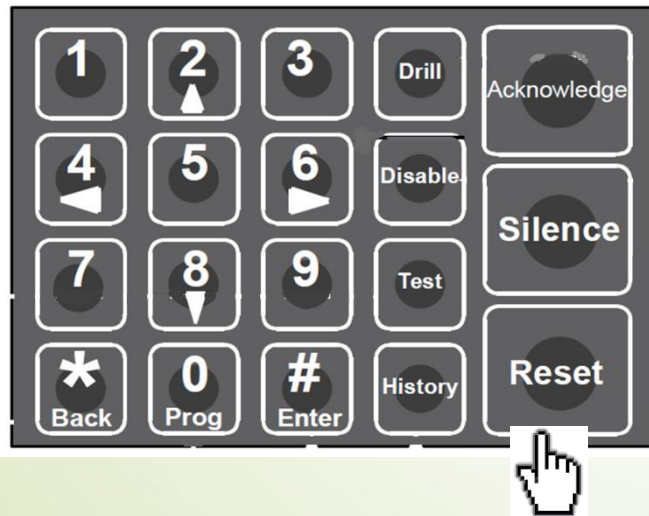 1 2 3 Drill Acknowledge
4 5 6 Disable
Silence
7 8 9 Test
* 0 # History Reset
Back Prog Enter